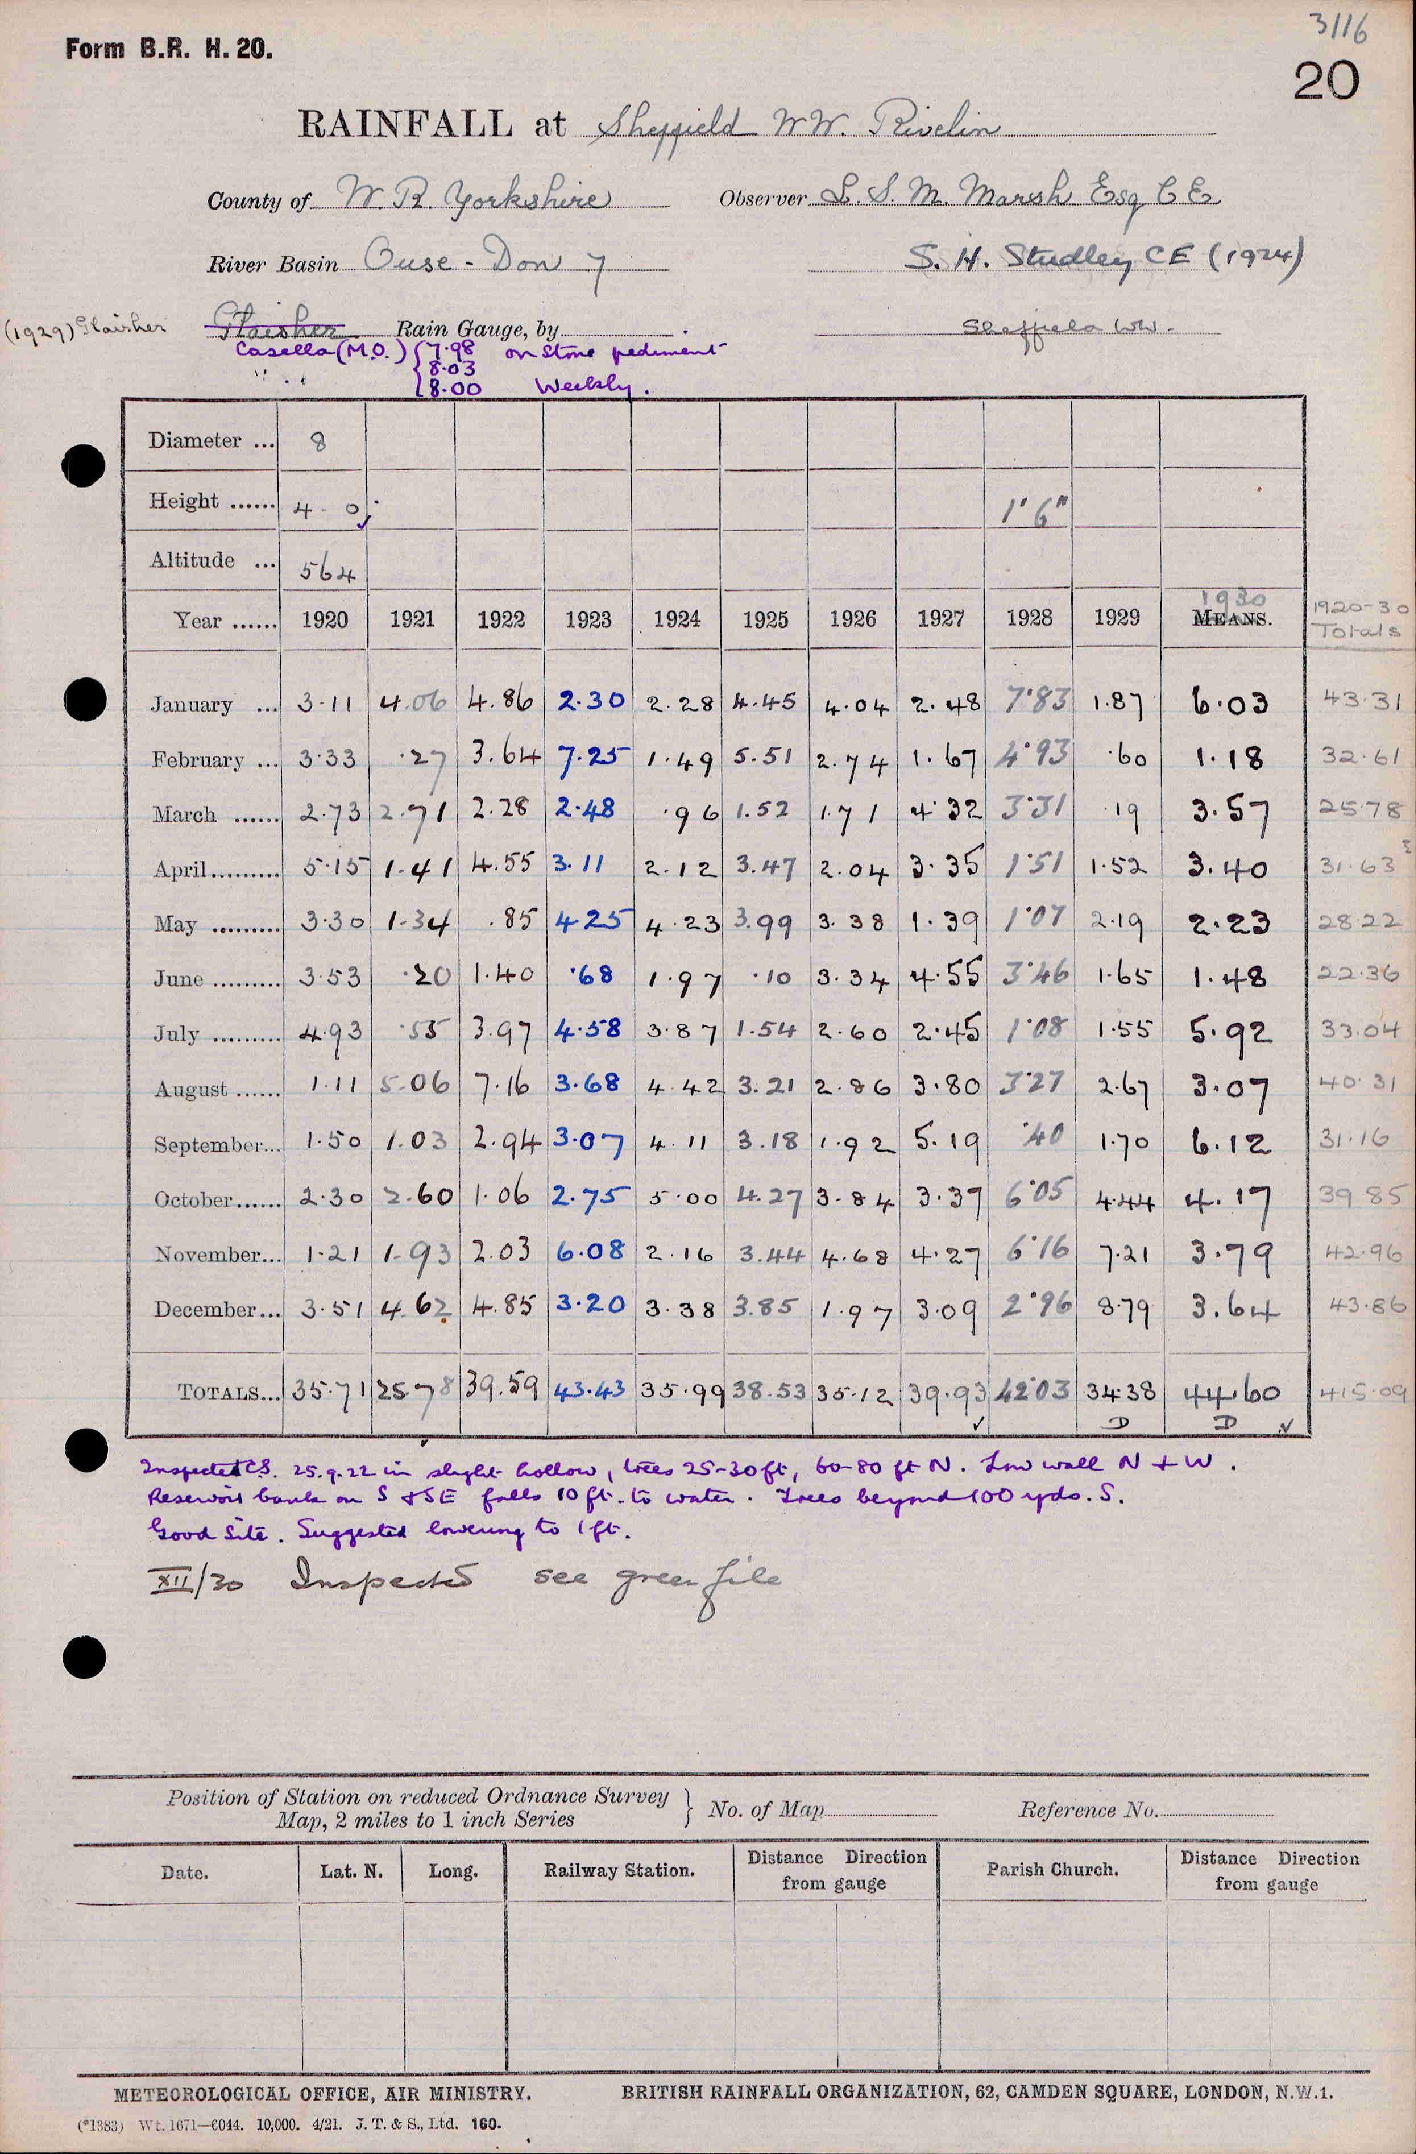 3116
Form B.R. H. 20.
20
RAINFALL at Sheffield W.W. Rivelin
County of W. R. Yorkshire Observer L. S. M. Marsh Esq C E
River Basin Ouse - Don 7 S. H. Studley CE (1924)
(1929) Glaisher Glaisher Rain Gauge, by Sheffield WW.
Casella (M.O.) { 7.98 on stone pediment
" " 8.03
8.00 Weekly.
Diameter ... 8
Height ...... 4 - 0 1' 6"
Altitude ... 564
Year ...... 1920 1921 1922 1923 1924 1925 1926 1927 1928 1929 MEANS. 1930 1920-30 Totals
January ... 3.11 4.06 4.86 2.30 2.28 4.45 4.04 2.48 7.83 1.87 6.03 43.31
February ... 3.33 .27 3.64 7.25 1.49 5.51 2.74 1.67 4.93 .60 1.18 32.61
March ...... 2.73 2.71 2.28 2.48 .96 1.52 1.71 4.32 3.31 .19 3.57 25.78
April......... 5.15 1.41 4.55 3.11 2.12 3.47 2.04 3.35 1.51 1.52 3.40 31.63
May ......... 3.30 1.34 .85 4.25 4.23 3.99 3.38 1.39 1.07 2.19 2.23 28.22
June ......... 3.53 .20 1.40 .68 1.97 .10 3.34 4.55 3.46 1.65 1.48 22.36
July ......... 4.93 .55 3.97 4.58 3.87 1.54 2.60 2.45 1.08 1.55 5.92 33.04
August ...... 1.11 5.06 7.16 3.68 4.42 3.21 2.86 3.80 3.27 2.67 3.07 40.31
September... 1.50 1.03 2.94 3.07 4.11 3.18 1.92 5.19 .40 1.70 6.12 31.16
October...... 2.30 2.60 1.06 2.75 5.00 4.27 3.84 3.37 6.05 4.44 4.17 39.85
November... 1.21 1.93 2.03 6.08 2.16 3.44 4.68 4.27 6.16 7.21 3.79 42.96
December... 3.51 4.62 4.85 3.20 3.38 3.85 1.97 3.09 2.96 8.79 3.64 43.86
TOTALS... 35.71 25.78 39.59 43.43 35.99 38.53 35.12 39.93 42.03 34.38 44.60 415.09
D D
Inspected C.S. 25.9.22 in slight hollow, trees 25-30ft, 60-80 ft N. Low wall N + W.
Reservoir bank on S + SE falls 10 ft. to water. Trees beyond 100 yds. S.
Good Site. Suggested lowering to 1 ft.
XII/30 Inspected see green file
Position of Station on reduced Ordnance Survey
Map, 2 miles to 1 inch Series } No. of Map Reference No.
Date. Lat. N. Long. Railway Station. Distance Direction from gauge Parish Church. Distance Direction from gauge
METEOROLOGICAL OFFICE, AIR MINISTRY. BRITISH RAINFALL ORGANIZATION, 62, CAMDEN SQUARE, LONDON, N.W.1.
(*1383) Wt. 1671—6044. 10,000. 4/21. J. T. & S., Ltd. 160.